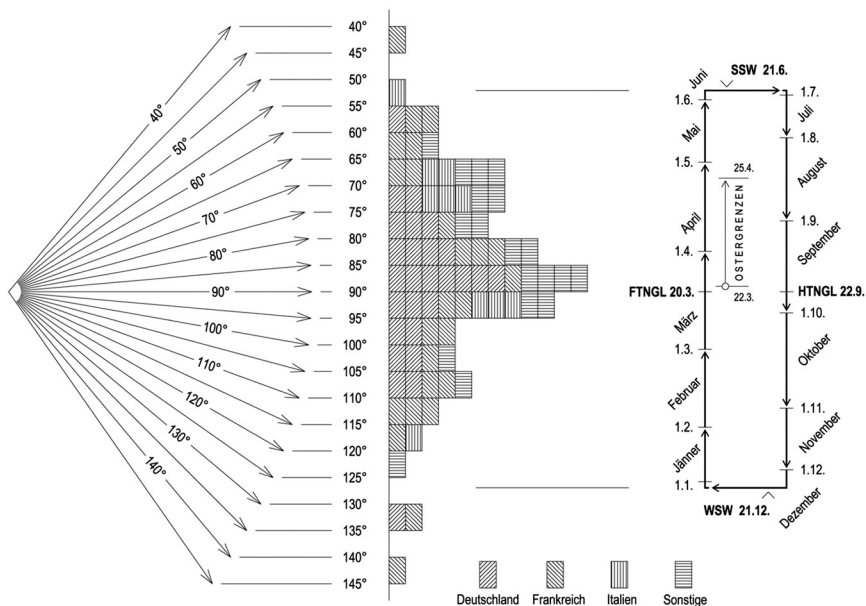 40°
45°
50°
55°
60°
65°
70°
75°
80°
85°
90°
95°
100°
105°
110°
115°
120°
125°
130°
135°
140°
145°
40°
50°
60°
70°
80°
90°
100°
110°
120°
130°
140°
Deutschland
Frankreich
Italien
Sonstige
SSW 21.6.
Juni
1.6.
Mai
1.5.
April
1.4.
FTNGL 20.3.
März
1.3.
Februar
1.2.
Jänner
1.1.
25.4.
OSTERGRENZEN
22.3.
1.7.
Juli
1.8.
August
1.9.
September
HTNGL 22.9.
1.10.
Oktober
1.11.
November
1.12.
Dezember
WSW 21.12.